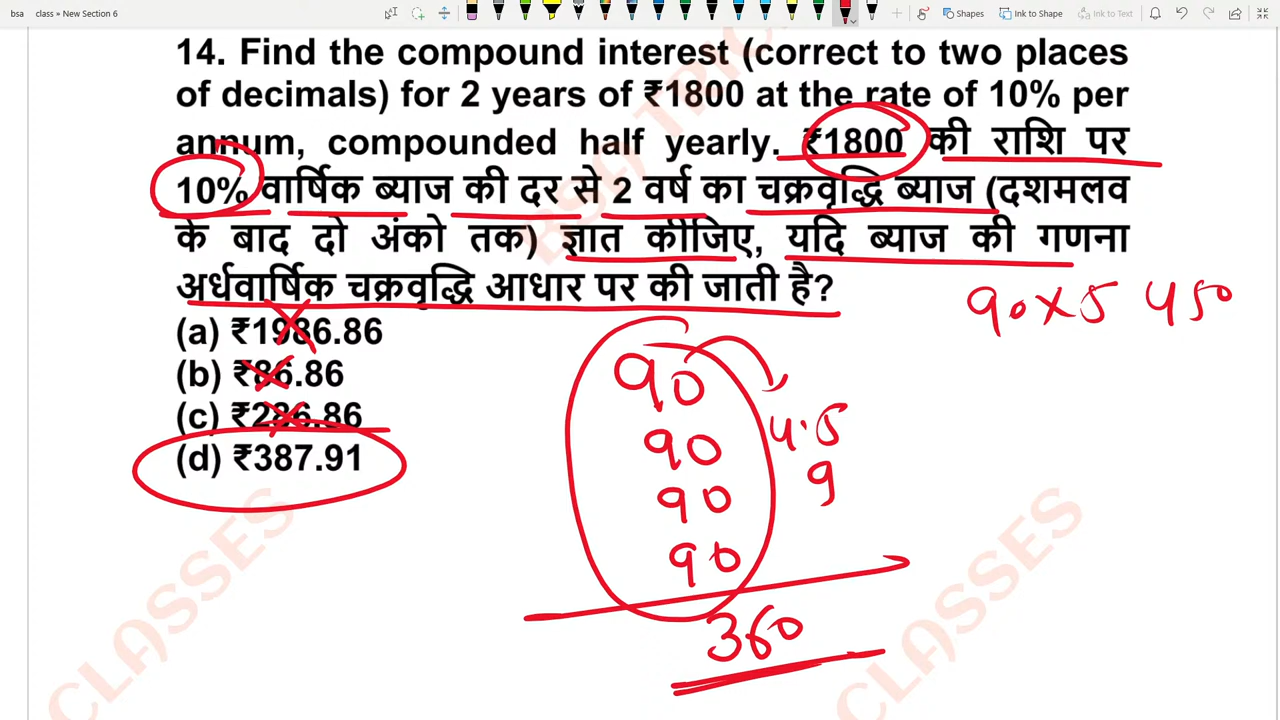 bsa class » New Section 6
Shapes Ink to Shape Ink to Text
14. Find the compound interest (correct to two places
of decimals) for 2 years of ₹1800 at the rate of 10% per
annum, compounded half yearly. ₹1800 की राशि पर
10% वार्षिक ब्याज की दर से 2 वर्ष का चक्रवृद्धि ब्याज (दशमलव
के बाद दो अंको तक) ज्ञात कीजिए, यदि ब्याज की गणना
अर्धवार्षिक चक्रवृद्धि आधार पर की जाती है?
90×5 450
(a) ₹1986.86
(b) ₹86.86
(c) ₹286.86
(d) ₹387.91
90
90 4.5
90 9
90
360
CLASSES
CLASSES